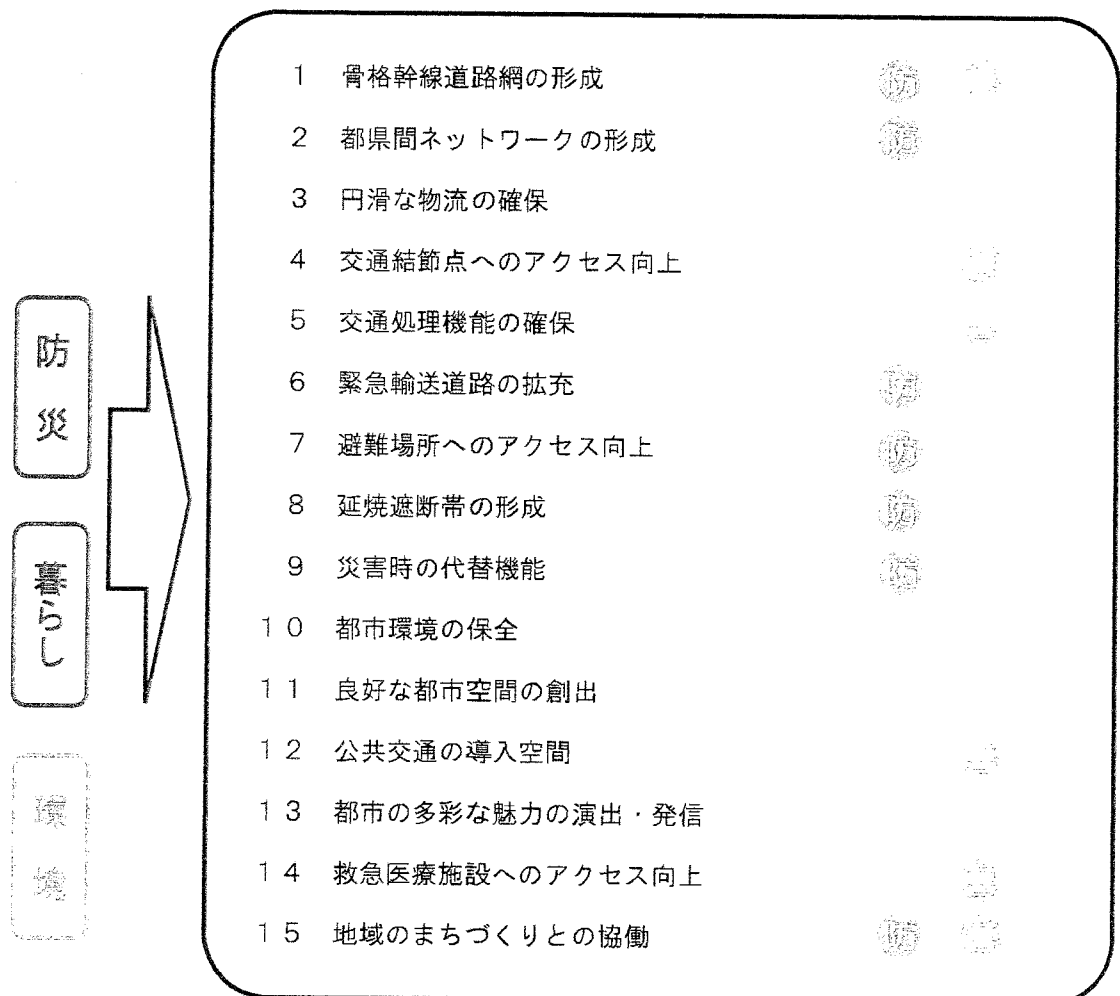 防災
暮らし
環境
1 骨格幹線道路網の形成 防
2 都県間ネットワークの形成 防
3 円滑な物流の確保
4 交通結節点へのアクセス向上
5 交通処理機能の確保
6 緊急輸送道路の拡充 防
7 避難場所へのアクセス向上 防
8 延焼遮断帯の形成 防
9 災害時の代替機能 防
10 都市環境の保全
11 良好な都市空間の創出
12 公共交通の導入空間
13 都市の多彩な魅力の演出・発信
14 救急医療施設へのアクセス向上
15 地域のまちづくりとの協働 防